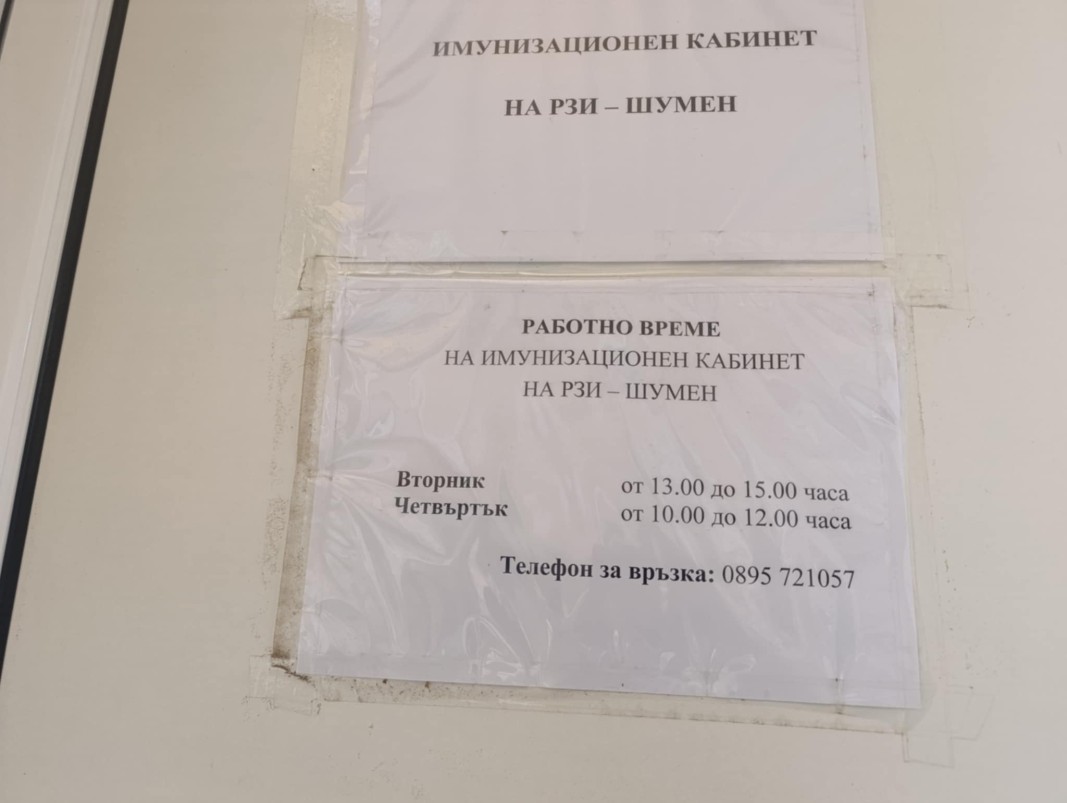 ИМУНИЗАЦИОНЕН КАБИНЕТ
НА РЗИ – ШУМЕН
РАБОТНО ВРЕМЕ
НА ИМУНИЗАЦИОНЕН КАБИНЕТ
НА РЗИ – ШУМЕН
Вторник от 13.00 до 15.00 часа
Четвъртък от 10.00 до 12.00 часа
Телефон за връзка: 0895 721057